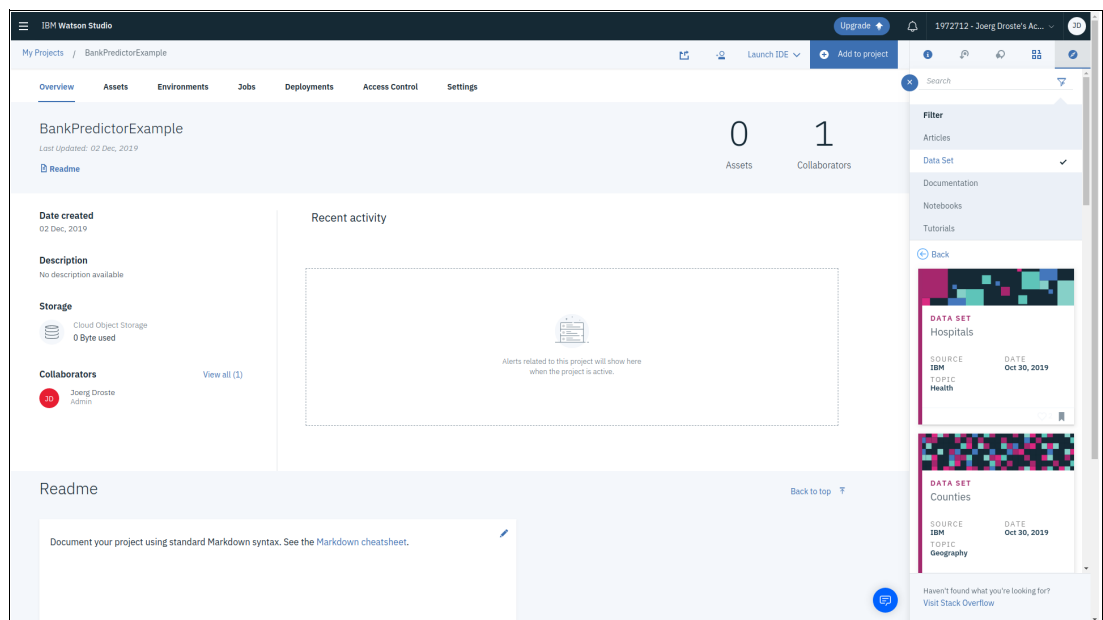 IBM Watson Studio
Upgrade
1972712 - Joerg Droste's Ac...
JD
My Projects / BankPredictorExample
Launch IDE
Add to project
Overview
Assets
Environments
Jobs
Deployments
Access Control
Settings
BankPredictorExample
Last Updated: 02 Dec, 2019
Readme
0
Assets
1
Collaborators
Date created
02 Dec, 2019
Description
No description available
Storage
Cloud Object Storage
0 Byte used
Collaborators
View all (1)
JD
Joerg Droste
Admin
Recent activity
Alerts related to this project will show here
when the project is active.
Readme
Back to top
Document your project using standard Markdown syntax. See the Markdown cheatsheet.
Search
Filter
Articles
Data Set
Documentation
Notebooks
Tutorials
Back
DATA SET
Hospitals
SOURCE
IBM
DATE
Oct 30, 2019
TOPIC
Health
DATA SET
Counties
SOURCE
IBM
DATE
Oct 30, 2019
TOPIC
Geography
Haven't found what you're looking for?
Visit Stack Overflow